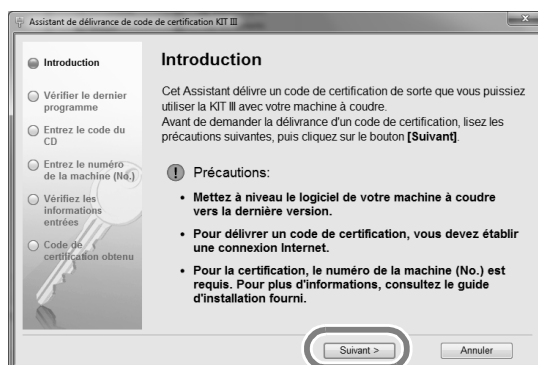 Assistant de délivrance de code de certification KIT III
Introduction
Vérifier le dernier
programme
Entrez le code du
CD
Entrez le numéro
de la machine (No.)
Vérifiez les
informations
entrées
Code de
certification obtenu
Introduction
Cet Assistant délivre un code de certification de sorte que vous puissiez
utiliser la KIT III avec votre machine à coudre.
Avant de demander la délivrance d'un code de certification, lisez les
précautions suivantes, puis cliquez sur le bouton [Suivant].
Précautions:
• Mettez à niveau le logiciel de votre machine à coudre
vers la dernière version.
• Pour délivrer un code de certification, vous devez établir
une connexion Internet.
• Pour la certification, le numéro de la machine (No.) est
requis. Pour plus d'informations, consultez le guide
d'installation fourni.
Suivant >
Annuler